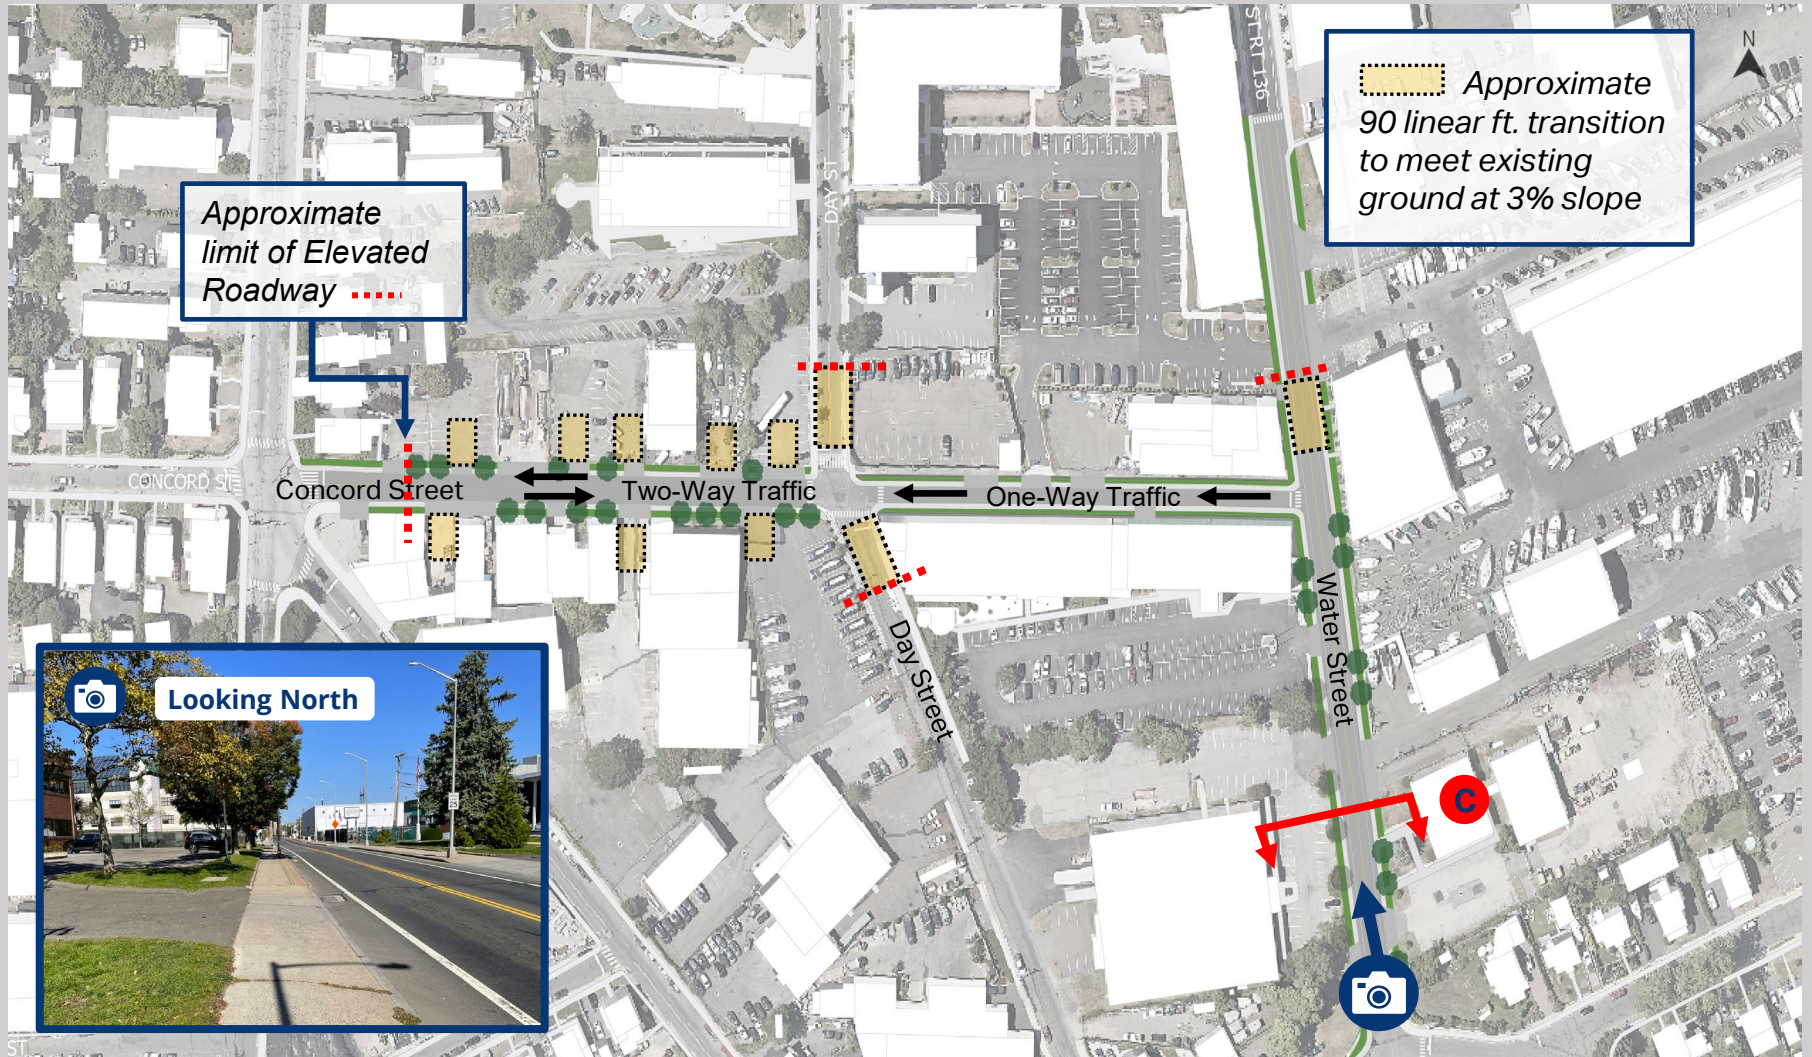 ST RT 136
N
Approximate
90 linear ft. transition
to meet existing
ground at 3% slope
DAY ST
Approximate
limit of Elevated
Roadway
CONCORD ST
Concord Street
Two-Way Traffic
One-Way Traffic
Water Street
Day Street
Looking North
25
C
ST